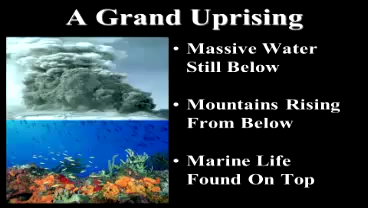 A Grand Uprising
• Massive Water
Still Below
• Mountains Rising
From Below
• Marine Life
Found On Top